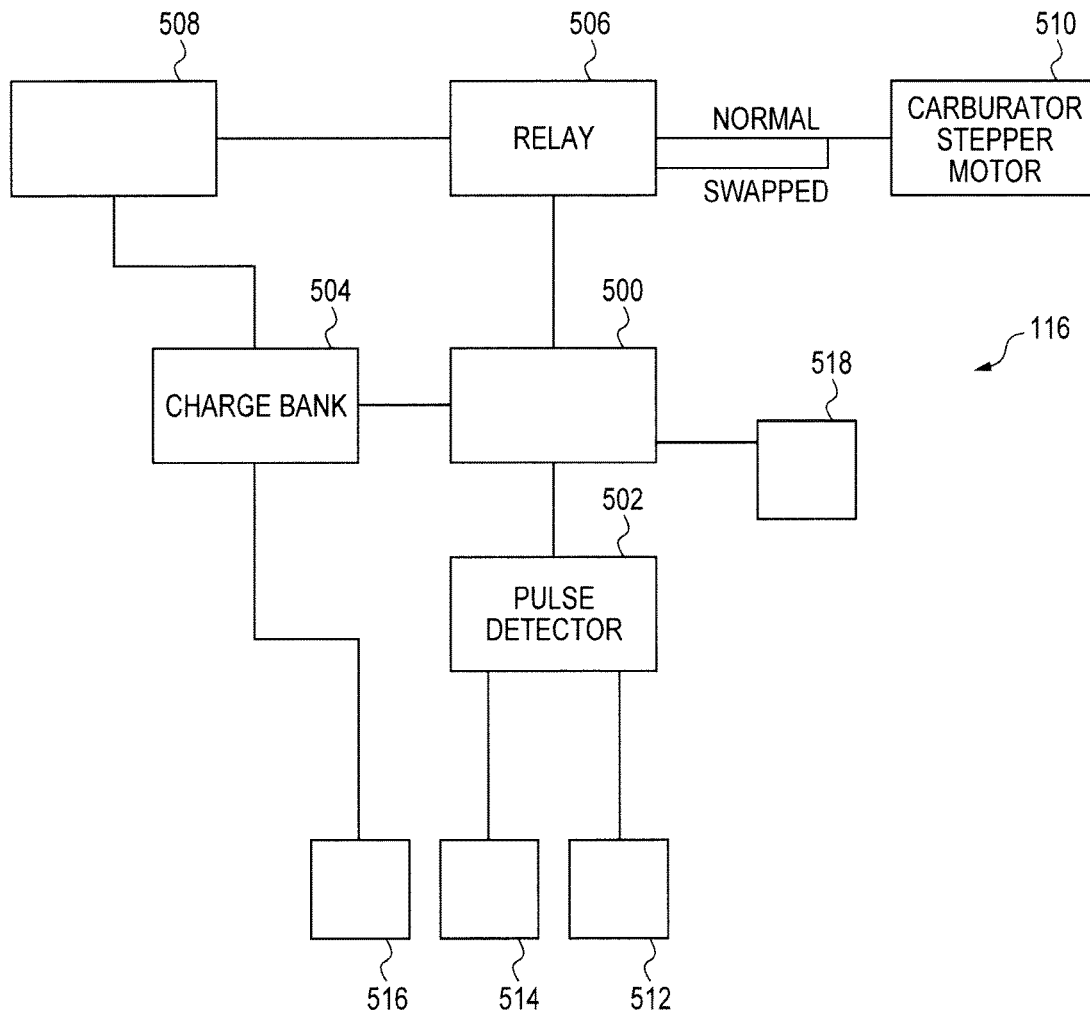 508
506
510
RELAY
NORMAL
SWAPPED
CARBURATOR
STEPPER
MOTOR
504
500
116
518
CHARGE BANK
502
PULSE
DETECTOR
516
514
512